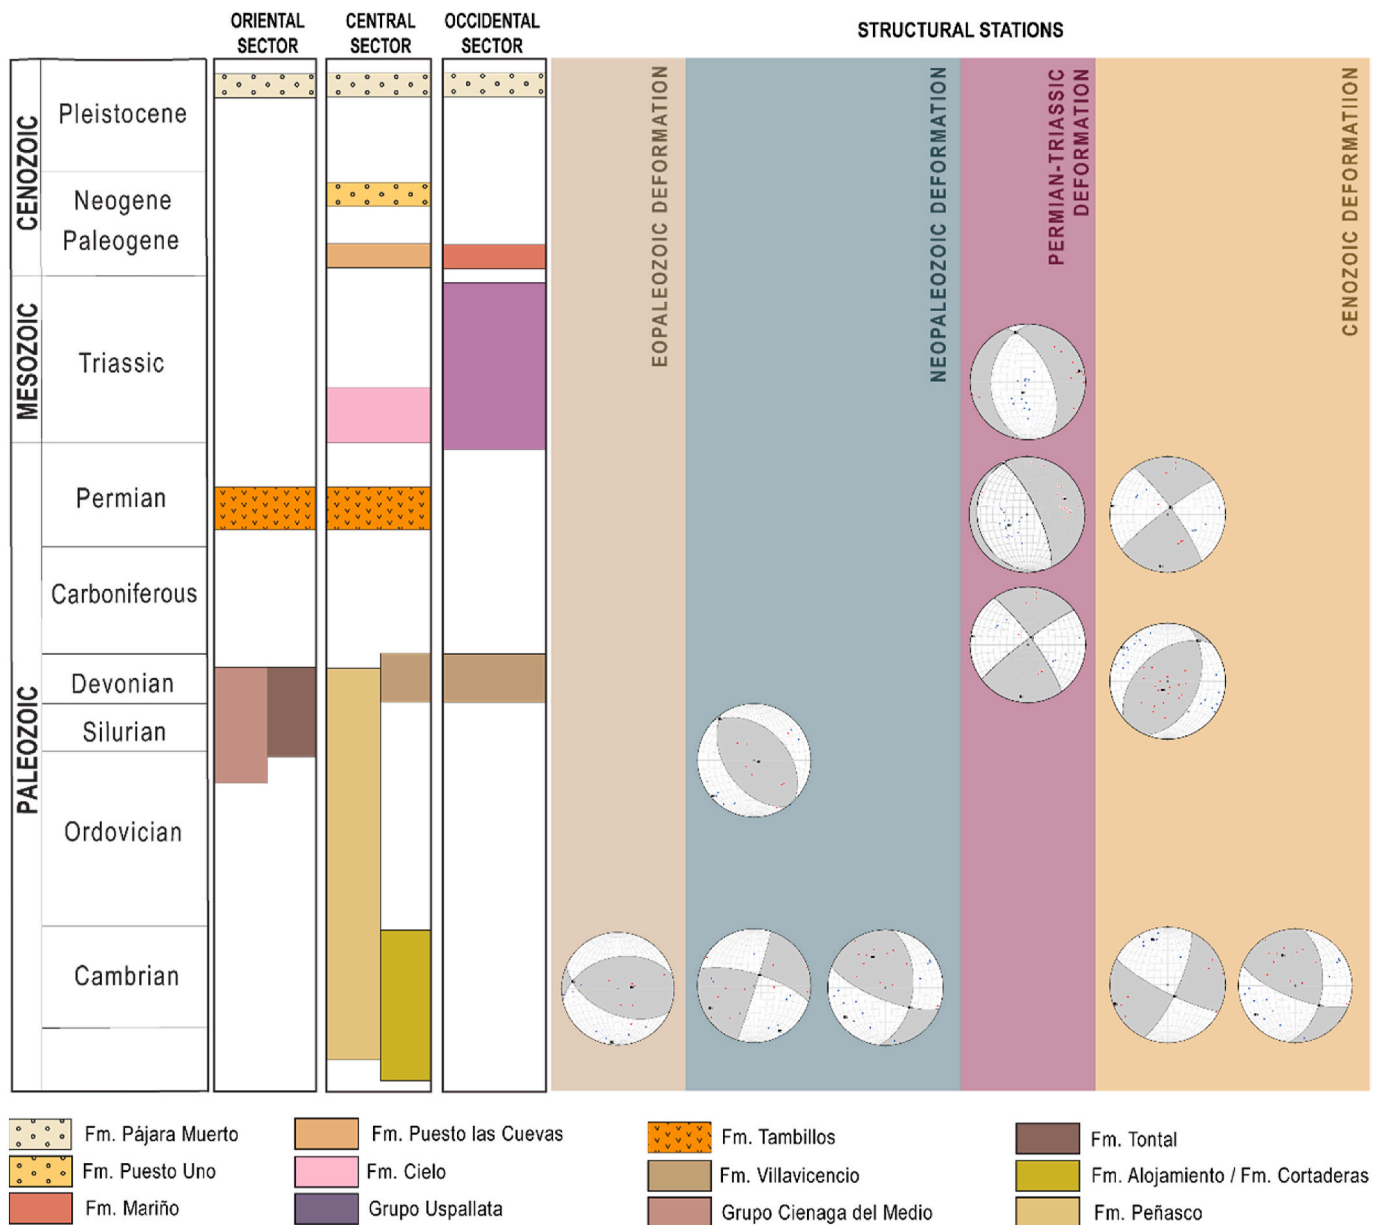 ORIENTAL
SECTOR
CENTRAL
SECTOR
OCCIDENTAL
SECTOR
STRUCTURAL STATIONS
CENOZOIC
Pleistocene
Neogene
Paleogene
MESOZOIC
Triassic
PALEOZOIC
Permian
Carboniferous
Devonian
Silurian
Ordovician
Cambrian
EOPALEOZOIC DEFORMATION
NEOPALEOZOIC DEFORMATION
PERMIAN-TRIASSIC
DEFORMATION
CENOZOIC DEFORMATIION
Fm. Pájara Muerto
Fm. Puesto Uno
Fm. Mariño
Fm. Puesto las Cuevas
Fm. Cielo
Grupo Uspallata
Fm. Tambillos
Fm. Villavicencio
Grupo Cienaga del Medio
Fm. Tontal
Fm. Alojamiento / Fm. Cortaderas
Fm. Peñasco